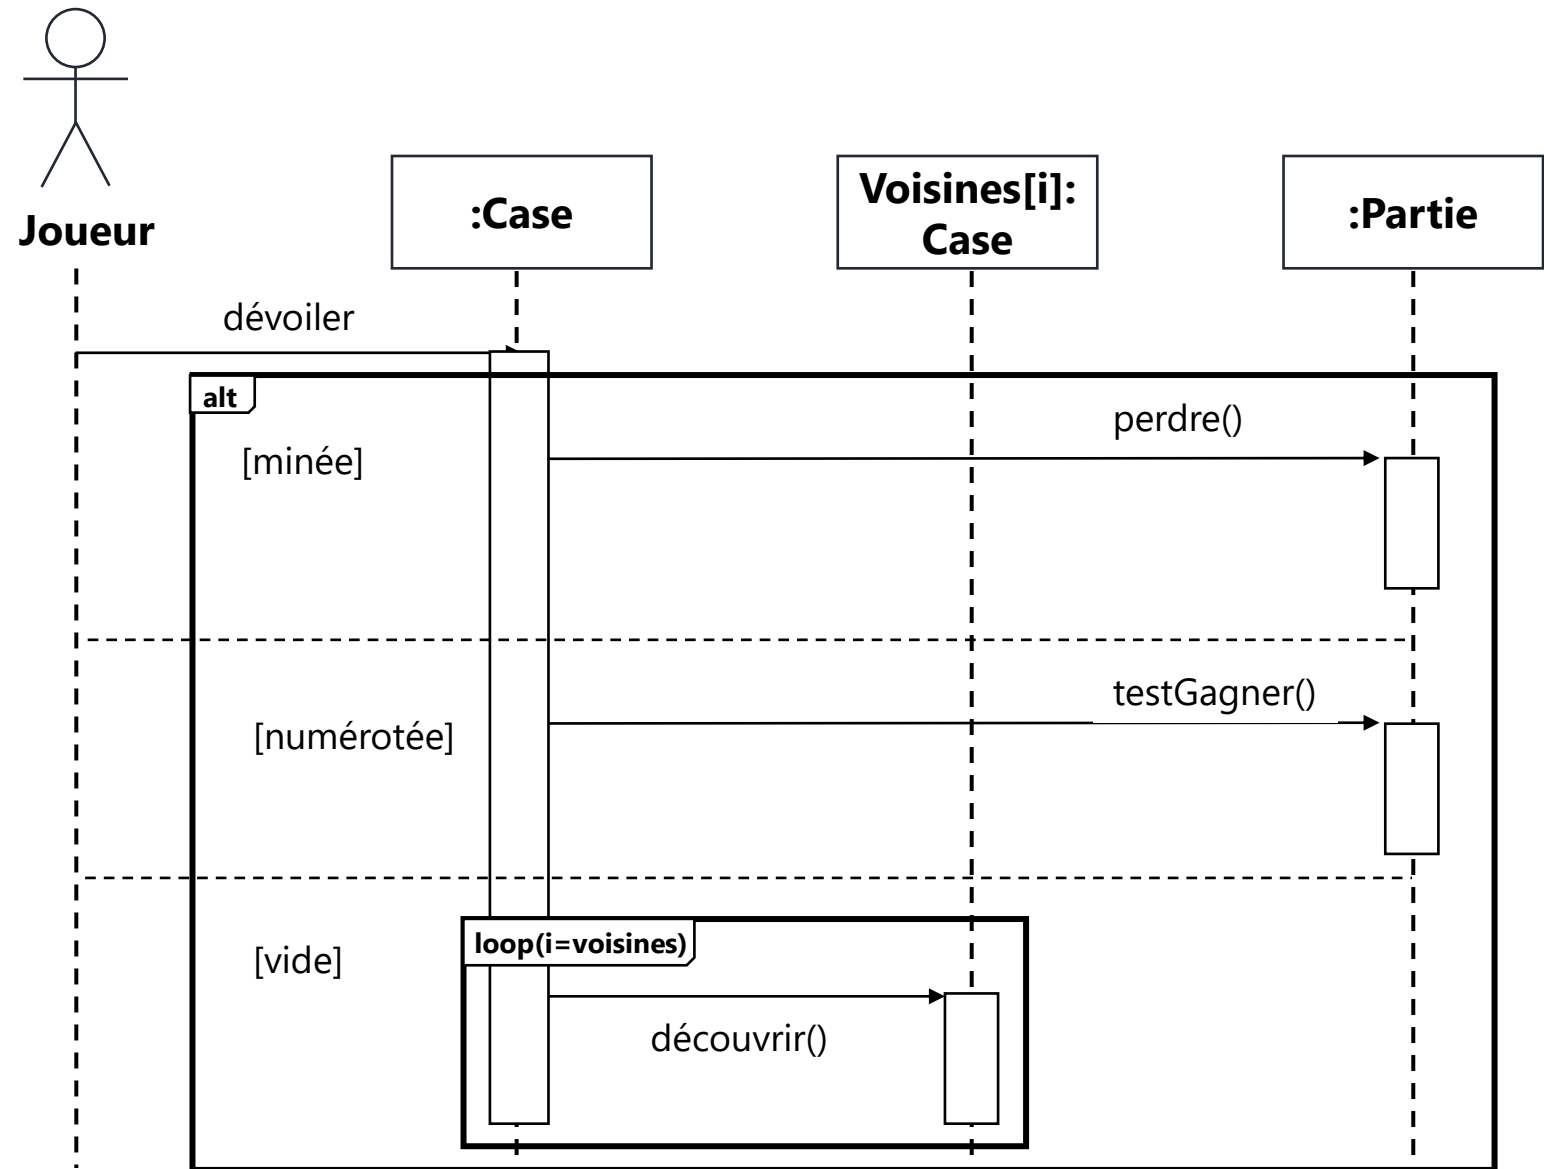 Joueur
:Case
Voisines[i]:
Case
:Partie
dévoiler
alt
perdre()
[minée]
testGagner()
[numérotée]
loop(i=voisines)
[vide]
découvrir()